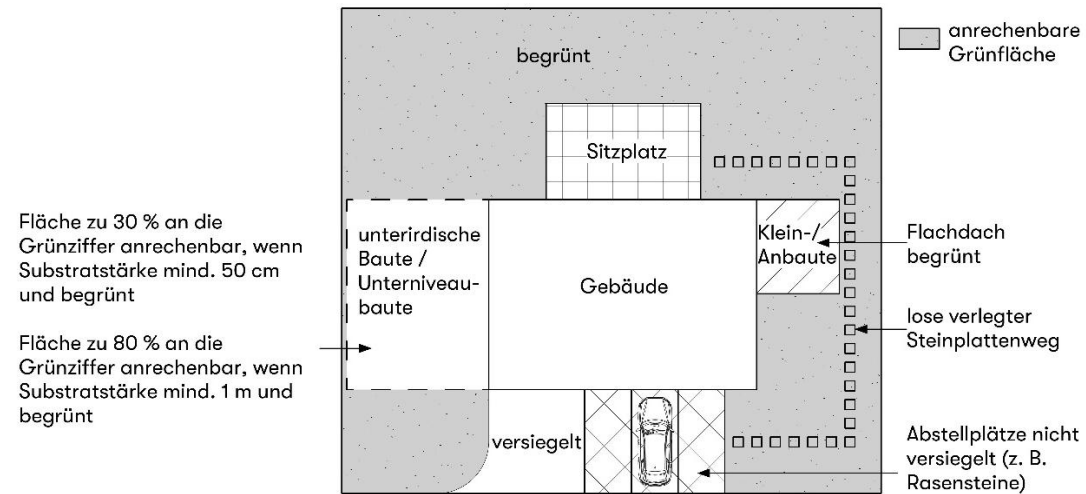 anrechenbare
Grünfläche
begrünt
Sitzplatz
Fläche zu 30 % an die
Grünziffer anrechenbar, wenn
Substratstärke mind. 50 cm
und begrünt
Fläche zu 80 % an die
Grünziffer anrechenbar, wenn
Substratstärke mind. 1 m und
begrünt
unterirdische
Baute /
Unterniveau-
baute
Gebäude
Klein-/
Anbaute
Flachdach
begrünt
lose verlegter
Steinplattenweg
versiegelt
Abstellplätze nicht
versiegelt (z. B.
Rasensteine)